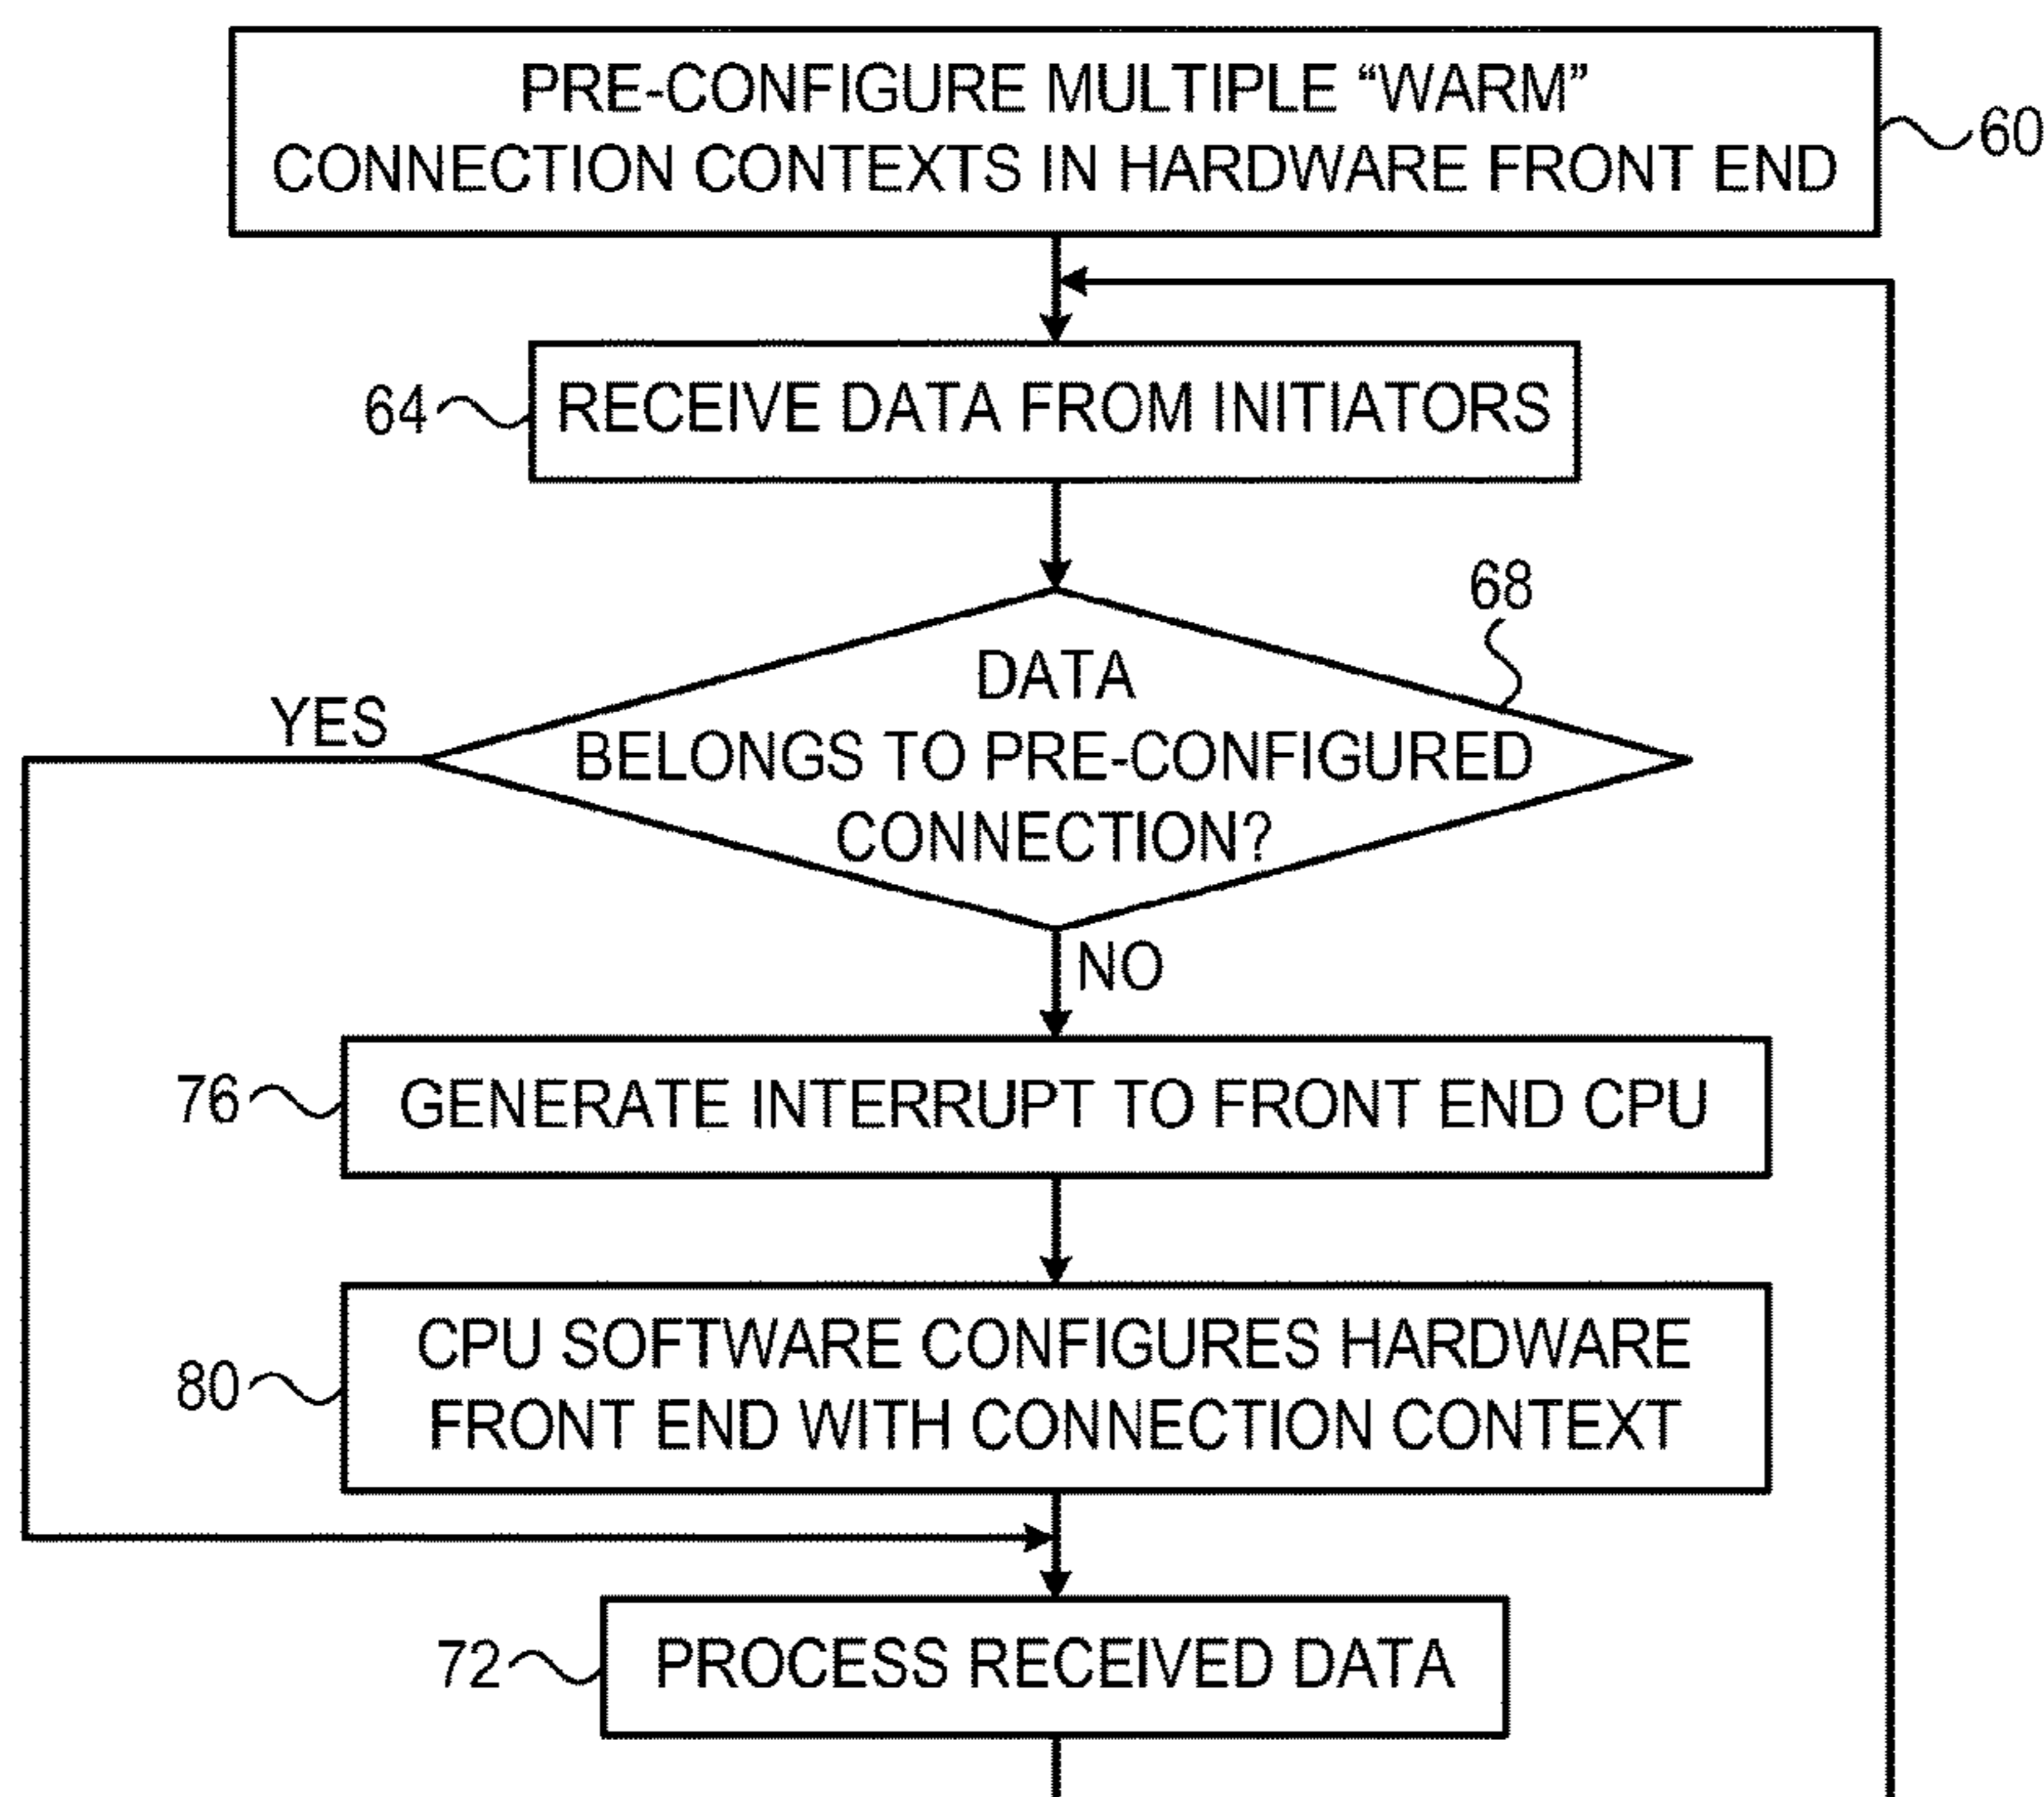 PRE-CONFIGURE MULTIPLE “WARM”
CONNECTION CONTEXTS IN HARDWARE FRONT END
60
64
RECEIVE DATA FROM INITIATORS
68
DATA
BELONGS TO PRE-CONFIGURED
CONNECTION?
YES
NO
76
GENERATE INTERRUPT TO FRONT END CPU
80
CPU SOFTWARE CONFIGURES HARDWARE
FRONT END WITH CONNECTION CONTEXT
72
PROCESS RECEIVED DATA